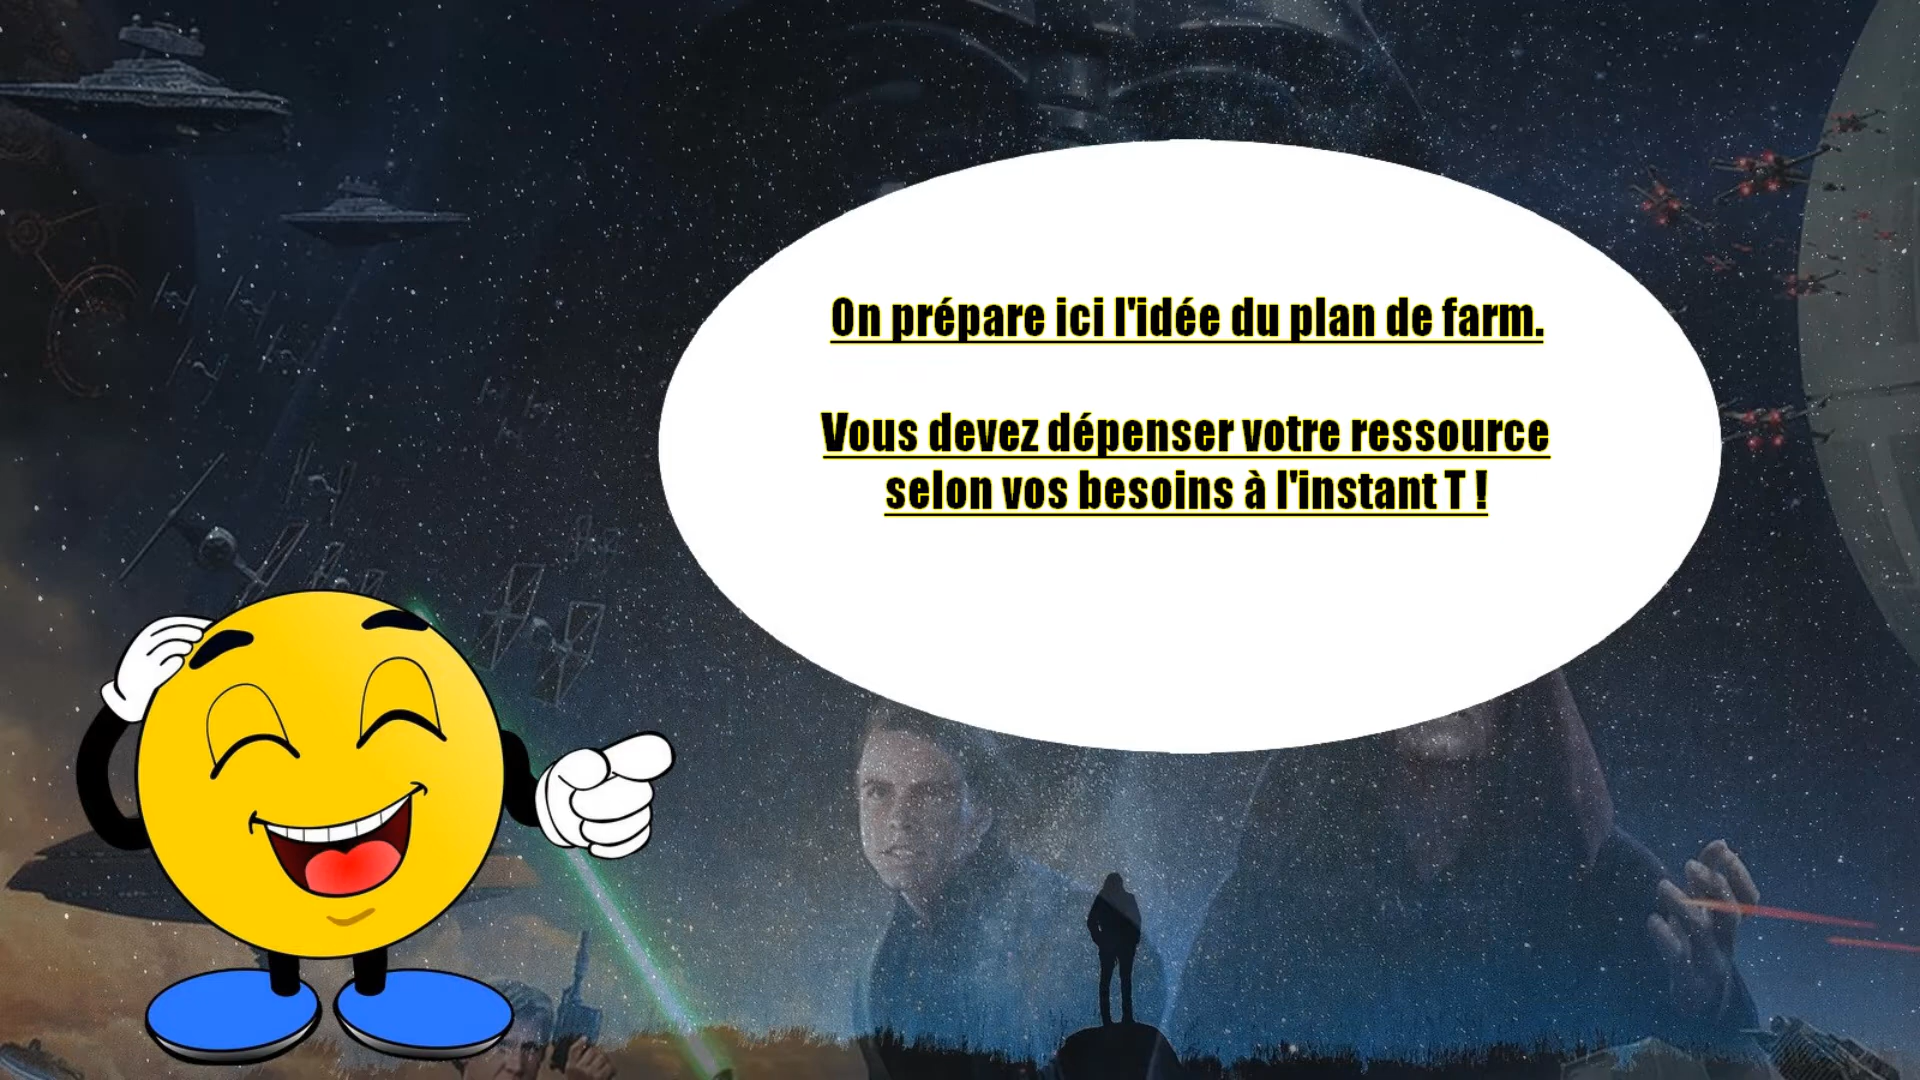 On prépare ici l'idée du plan de farm.
Vous devez dépenser votre ressource
selon vos besoins à l'instant T !